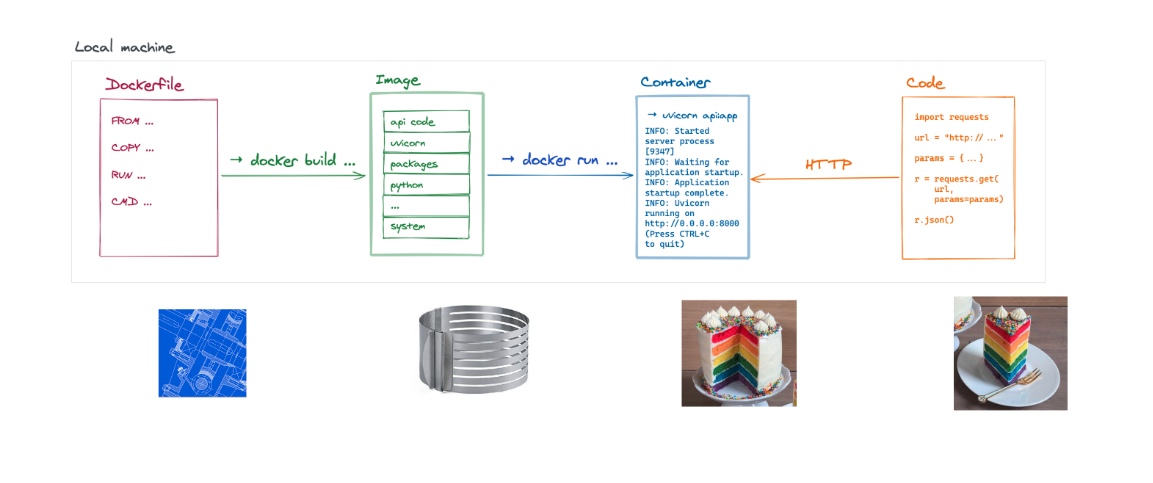 Local machine
Dockerfile
FROM ...
COPY ...
RUN ...
CMD ...
→ docker build ...
Image
api code
uvicorn
packages
python
...
system
→ docker run ...
Container
→ uvicorn api:app
INFO: Started
server process
[9347]
INFO: Waiting for
application startup.
INFO: Application
startup complete.
INFO: Uvicorn
running on
http://0.0.0.0:8000
(Press CTRL+C
to quit)
HTTP
Code
import requests
url = "http://..."
params = {...}
r = requests.get(
url,
params=params)
r.json()